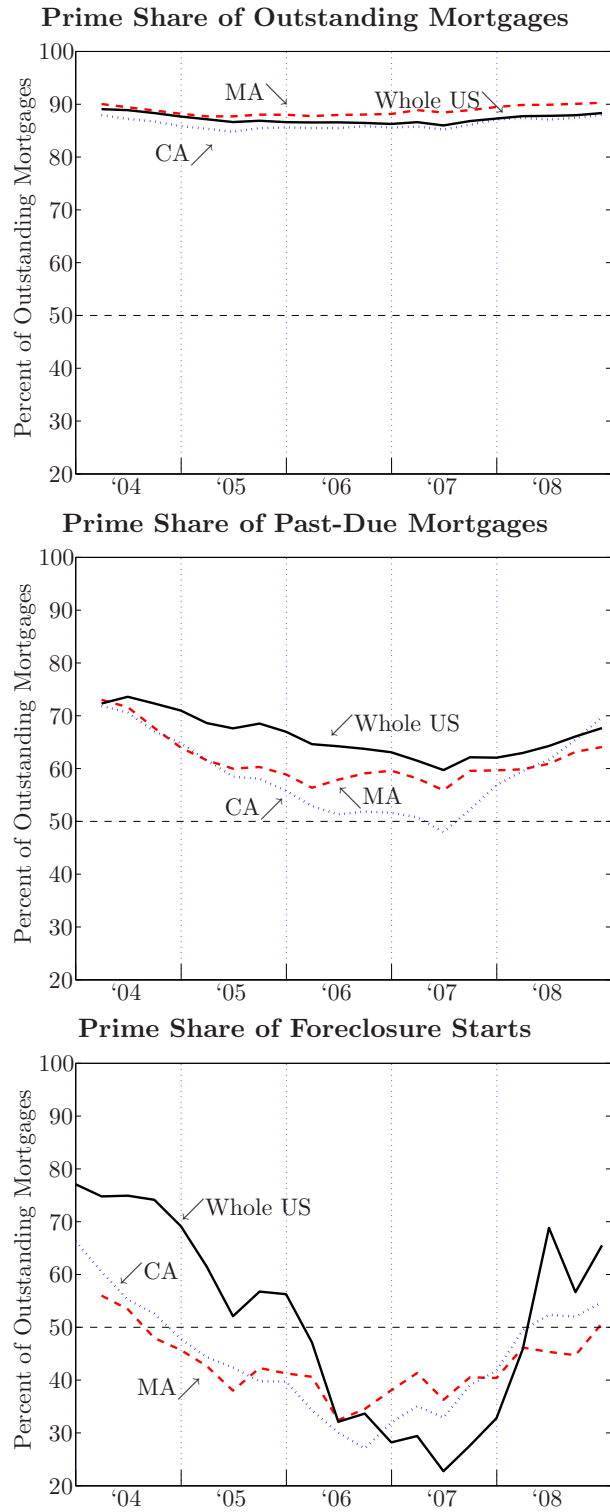 Prime Share of Outstanding Mortgages
Percent of Outstanding Mortgages
100
90
80
70
60
50
40
30
20
MA
Whole US
CA
‘04 ‘05 ‘06 ‘07 ‘08
Prime Share of Past-Due Mortgages
Percent of Outstanding Mortgages
100
90
80
70
60
50
40
30
20
Whole US
CA
MA
‘04 ‘05 ‘06 ‘07 ‘08
Prime Share of Foreclosure Starts
Percent of Outstanding Mortgages
100
90
80
70
60
50
40
30
20
Whole US
CA
MA
‘04 ‘05 ‘06 ‘07 ‘08